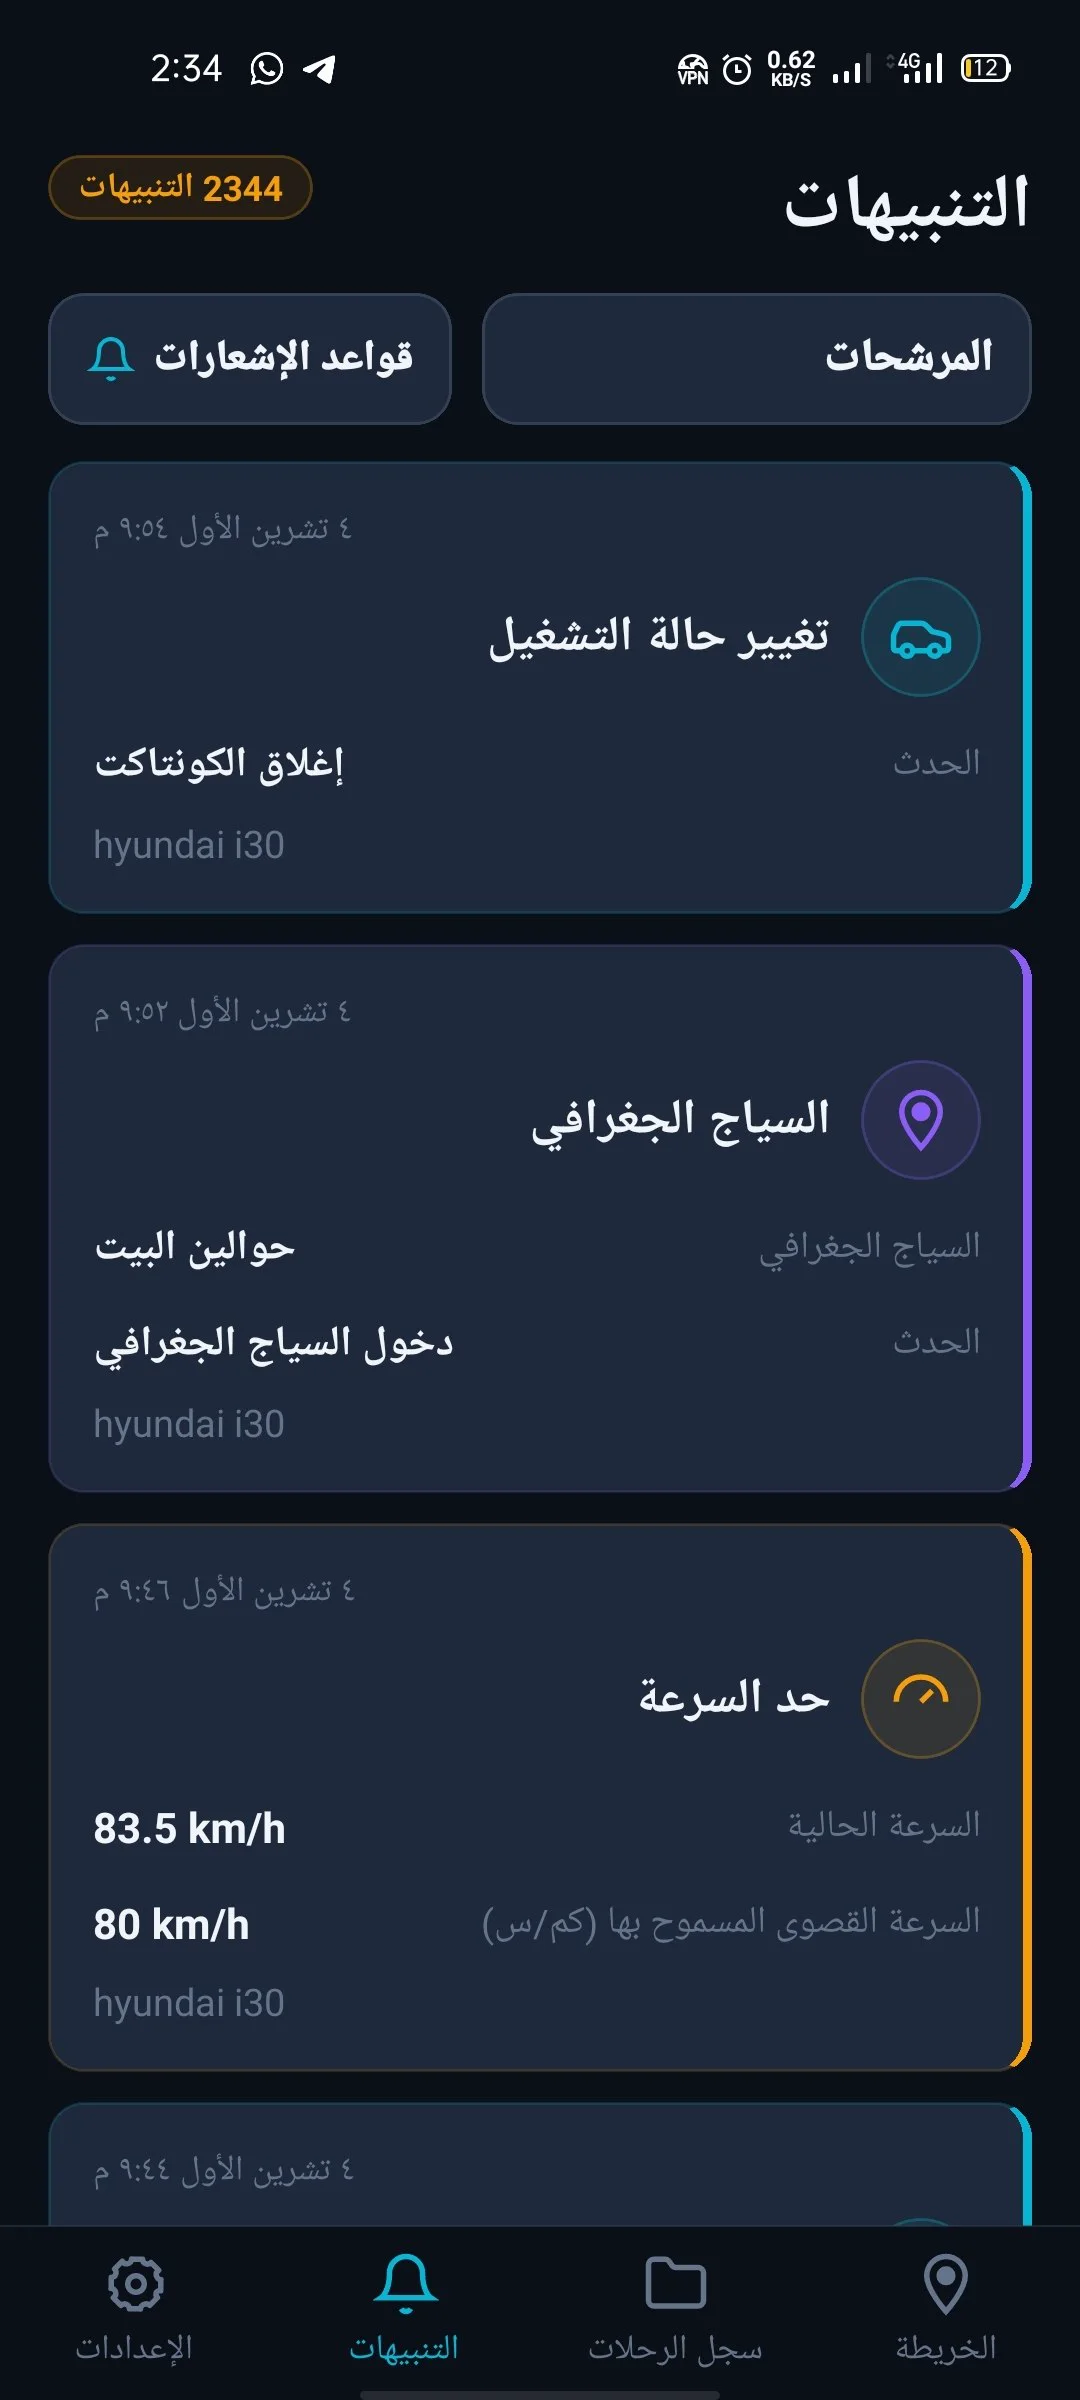 2:34
VPN 0.62 KB/S 4G 12
التنبيهات
2344 التنبيهات
المرشحات
قواعد الإشعارات
٤ تشرين الأول ٩:٥٤ م
تغيير حالة التشغيل
الحدث إغلاق الكونتاكت
hyundai i30
٤ تشرين الأول ٩:٥٢ م
السياج الجغرافي
السياج الجغرافي حوالين البيت
الحدث دخول السياج الجغرافي
hyundai i30
٤ تشرين الأول ٩:٤٦ م
حد السرعة
السرعة الحالية 83.5 km/h
السرعة القصوى المسموح بها (كم/س) 80 km/h
hyundai i30
٤ تشرين الأول ٩:٤٤ م
الخريطة
سجل الرحلات
التنبيهات
الإعدادات